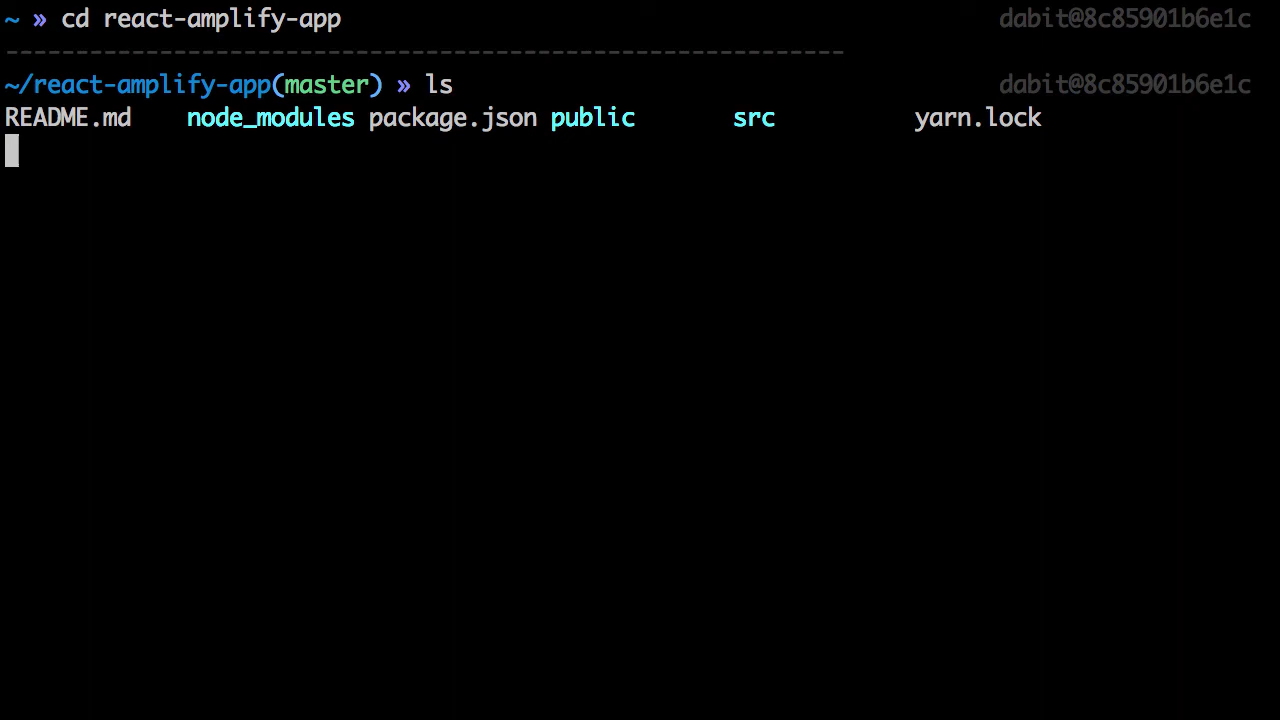 ~ » cd react-amplify-app dabit@8c85901b6e1c
------------------------------------------------------------
~/react-amplify-app(master) » ls dabit@8c85901b6e1c
README.md node_modules package.json public src yarn.lock